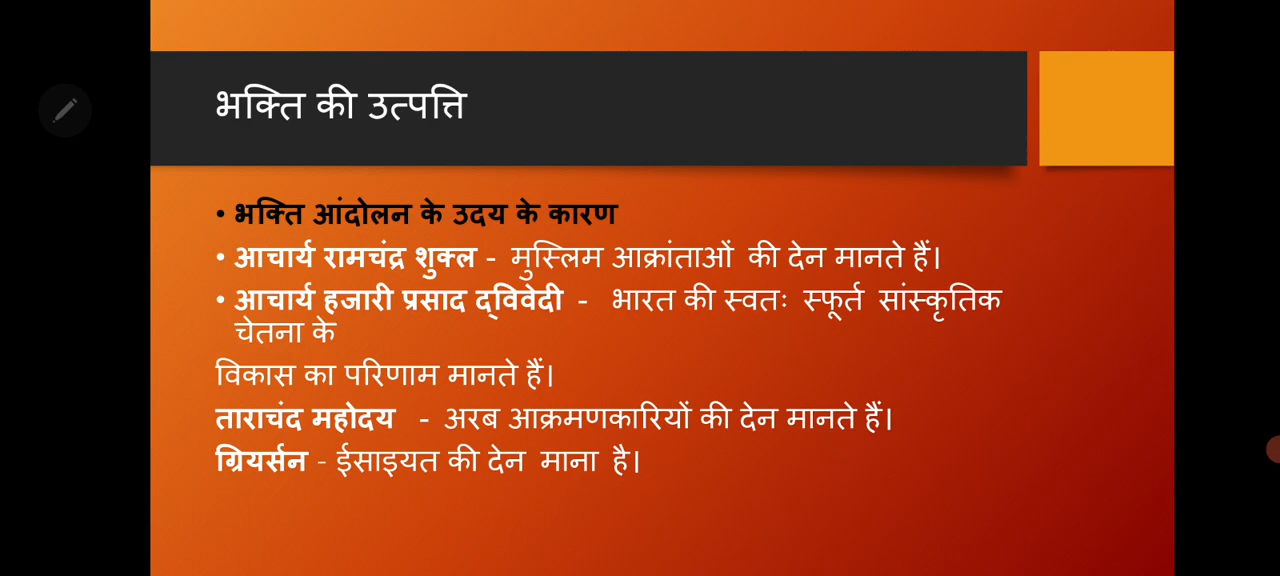 भक्ति की उत्पत्ति
• भक्ति आंदोलन के उदय के कारण
• आचार्य रामचंद्र शुक्ल - मुस्लिम आक्रांताओं की देन मानते हैं।
• आचार्य हजारी प्रसाद द्विवेदी - भारत की स्वतः स्फूर्त सांस्कृतिक
चेतना के
विकास का परिणाम मानते हैं।
ताराचंद महोदय - अरब आक्रमणकारियों की देन मानते हैं।
ग्रियर्सन - ईसाइयत की देन माना है।